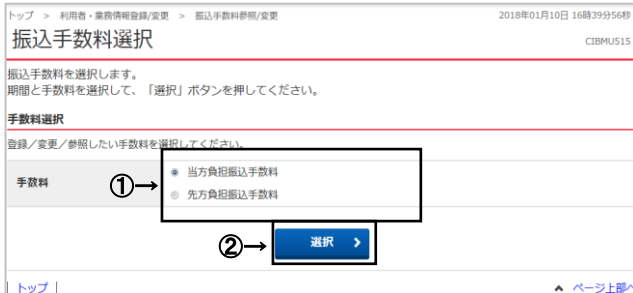 トップ > 利用者・業務情報登録/変更 > 振込手数料参照/変更 2018年01月10日 16時39分56秒
振込手数料選択 CIBMU515
振込手数料を選択します。
期間と手数料を選択して、「選択」ボタンを押してください。
手数料選択
登録／変更／参照したい手数料を選択してください。
手数料 ①→ 当方負担振込手数料
先方負担振込手数料
②→ 選択
| トップ | ページ上部へ